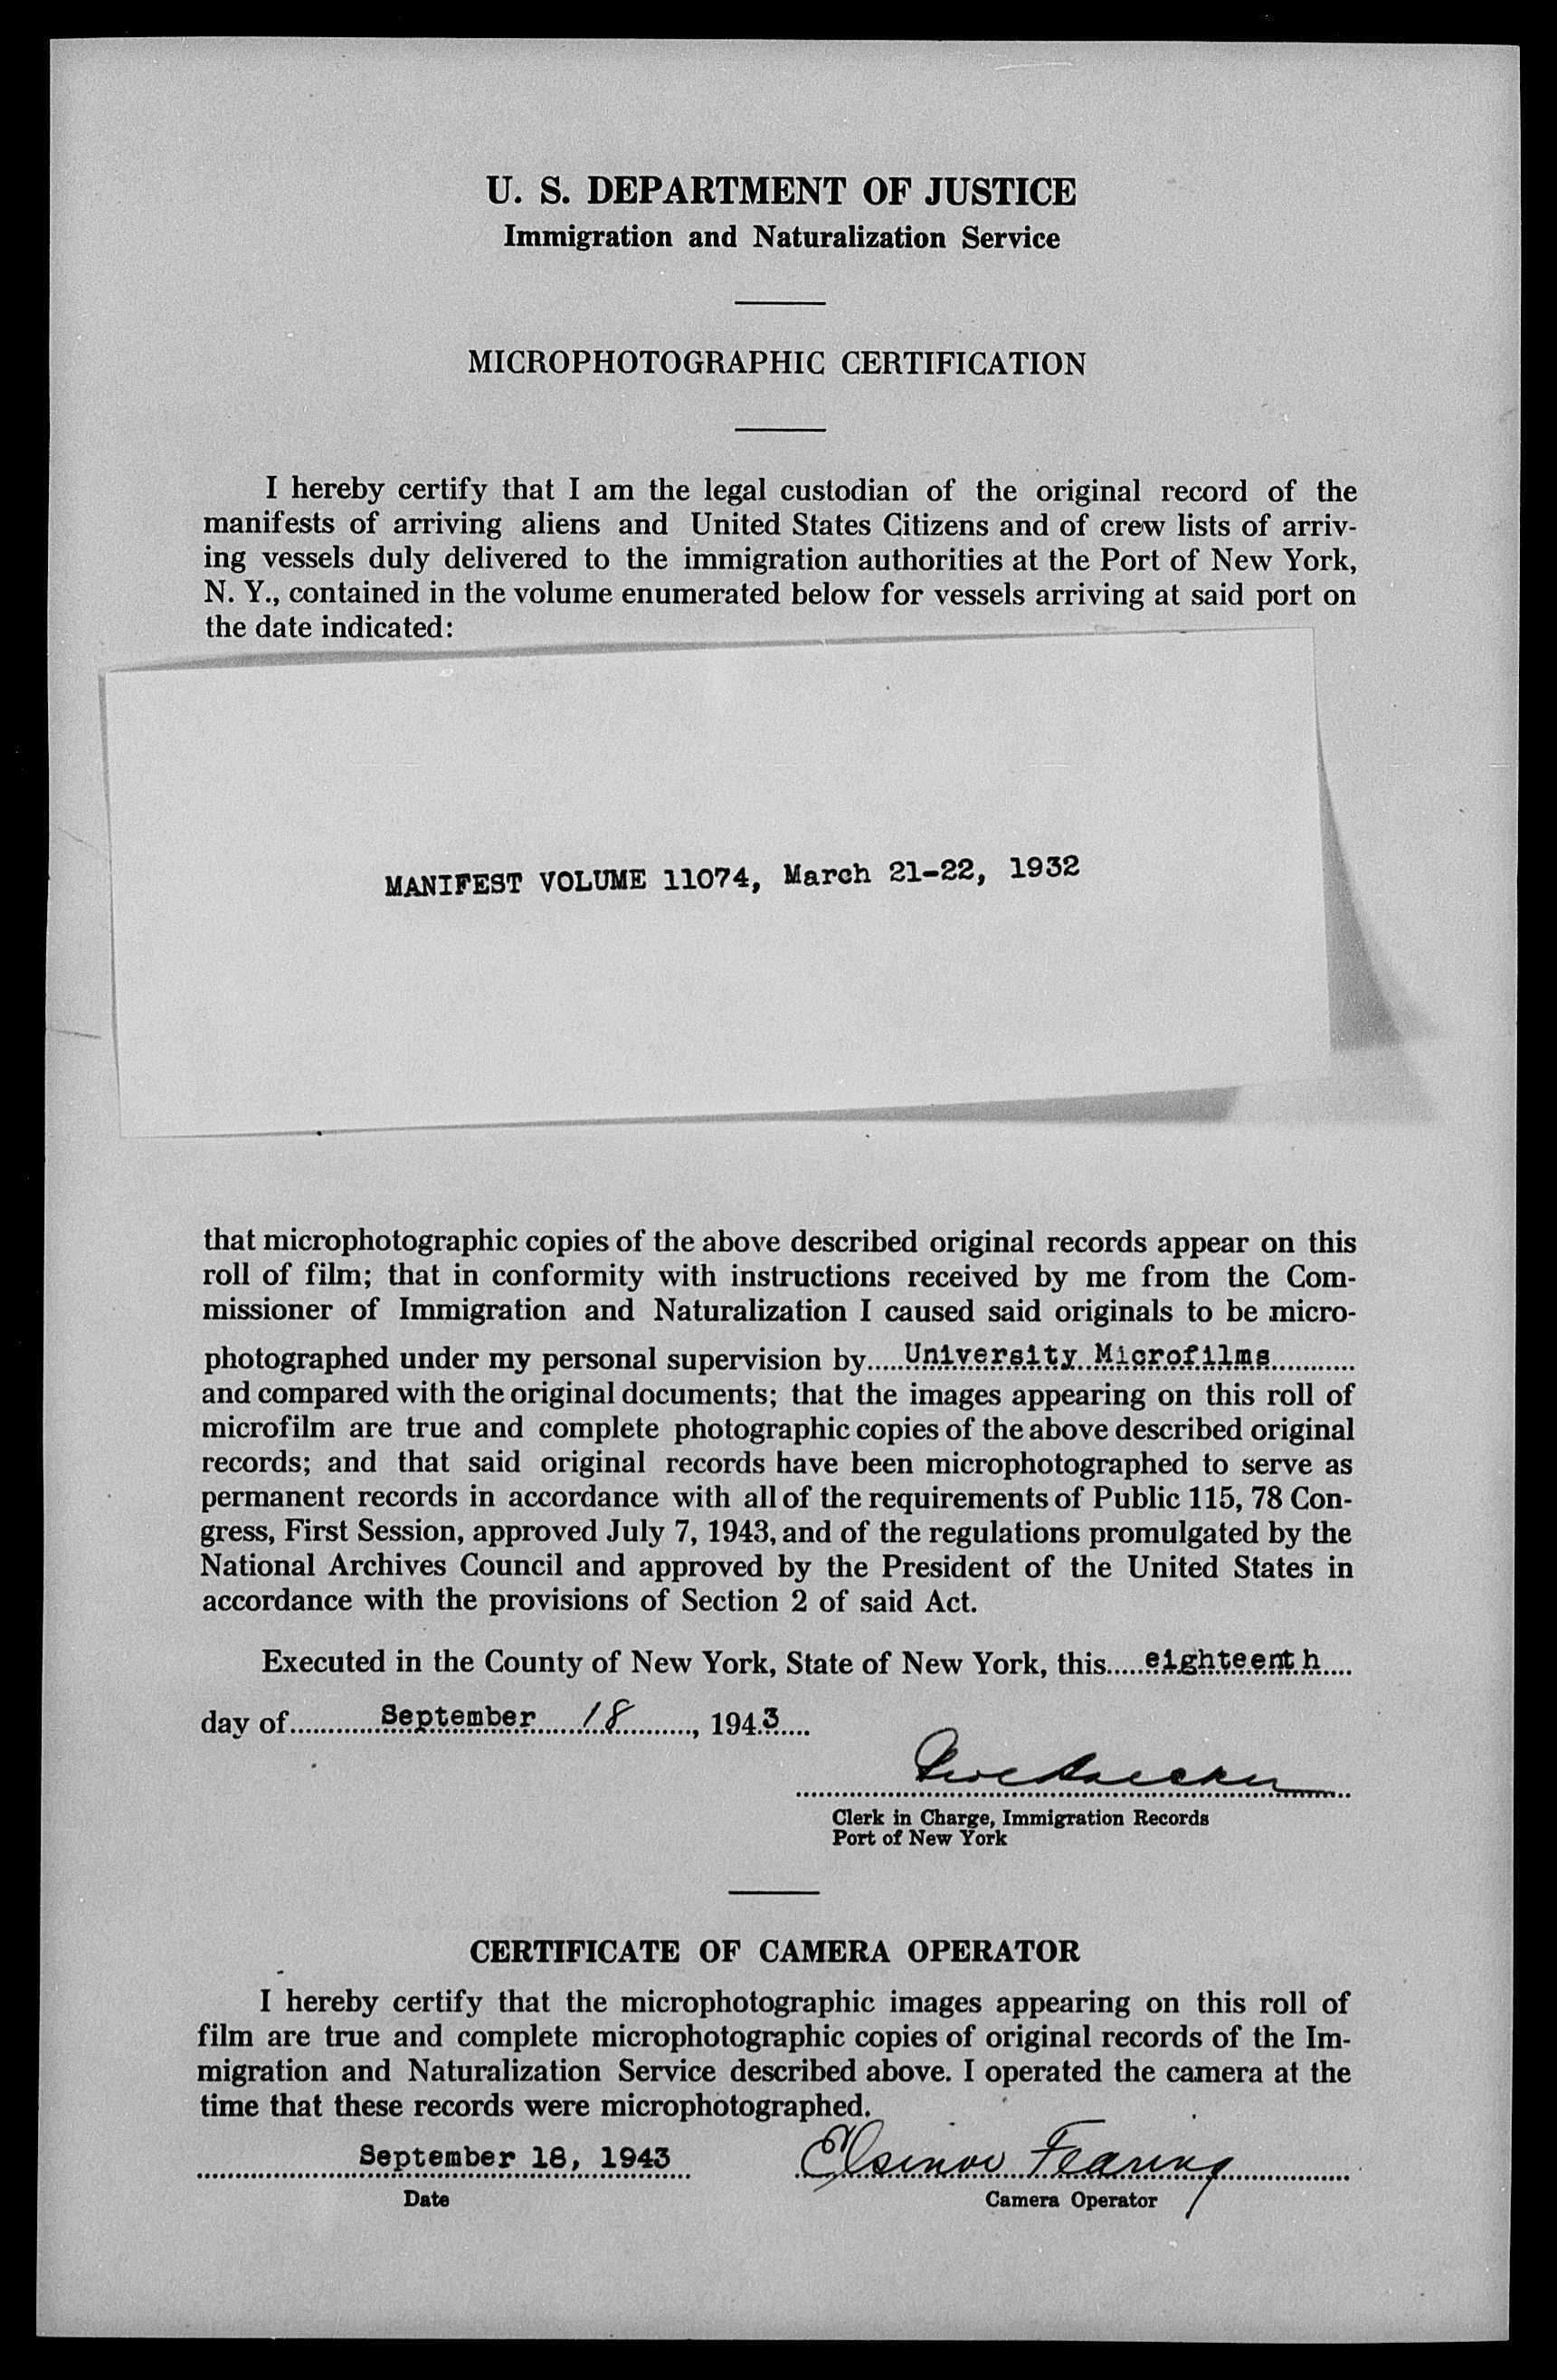 U. S. DEPARTMENT OF JUSTICE
Immigration and Naturalization Service
MICROPHOTOGRAPHIC CERTIFICATION
I hereby certify that I am the legal custodian of the original record of the
manifests of arriving aliens and United States Citizens and of crew lists of arriv-
ing vessels duly delivered to the immigration authorities at the Port of New York,
N. Y., contained in the volume enumerated below for vessels arriving at said port on
the date indicated:
MANIFEST VOLUME 11074, March 21-22, 1932
that microphotographic copies of the above described original records appear on this
roll of film; that in conformity with instructions received by me from the Com-
missioner of Immigration and Naturalization I caused said originals to be micro-
photographed under my personal supervision by.....University Microfilms...........
and compared with the original documents; that the images appearing on this roll of
microfilm are true and complete photographic copies of the above described original
records; and that said original records have been microphotographed to serve as
permanent records in accordance with all of the requirements of Public 115, 78 Con-
gress, First Session, approved July 7, 1943, and of the regulations promulgated by the
National Archives Council and approved by the President of the United States in
accordance with the provisions of Section 2 of said Act.
Executed in the County of New York, State of New York, this.....eighteenth....
day of............September......18.........., 1943....
Clerk in Charge, Immigration Records
Port of New York
CERTIFICATE OF CAMERA OPERATOR
I hereby certify that the microphotographic images appearing on this roll of
film are true and complete microphotographic copies of original records of the Im-
migration and Naturalization Service described above. I operated the camera at the
time that these records were microphotographed.
September 18, 1943 Elsinor Fearing
Date Camera Operator